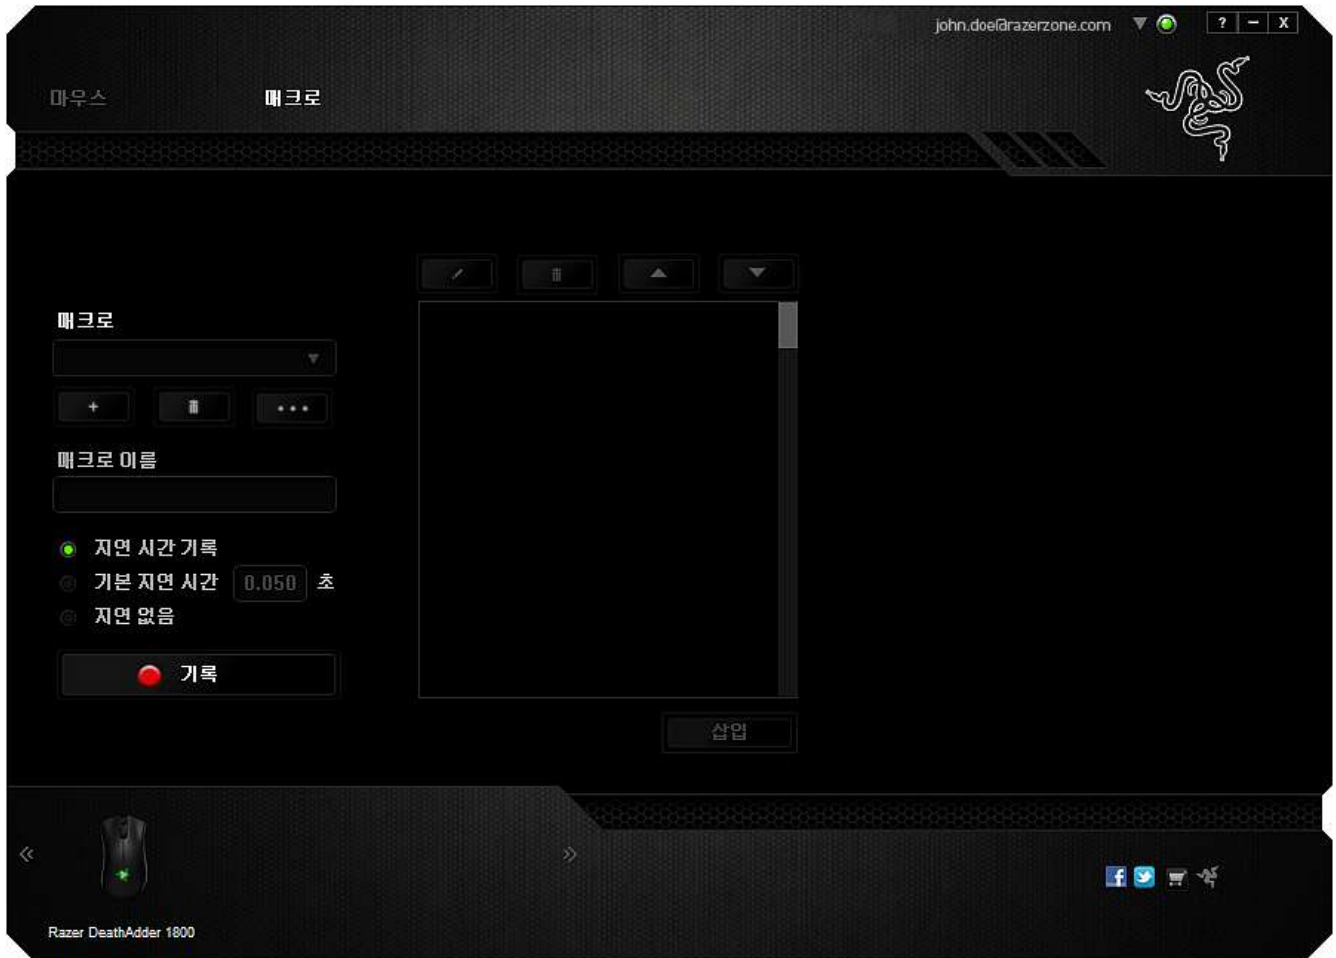 john.doe@razerzone.com
? – X
마우스 매크로
매크로
매크로 이름
지연 시간 기록
기본 지연 시간 0.050 초
지연 없음
기록
삽입
Razer DeathAdder 1800